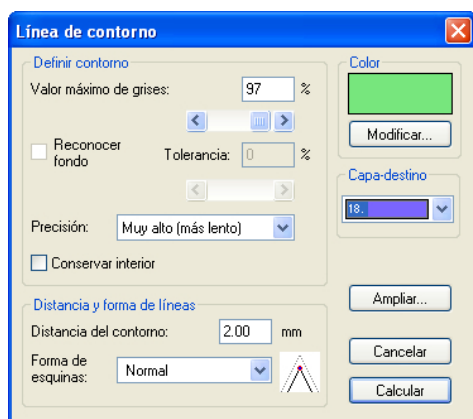 Línea de contorno
Definir contorno
Valor máximo de grises: 97 %
Reconocer fondo
Tolerancia: 0 %
Precisión: Muy alto (más lento)
Conservar interior
Distancia y forma de líneas
Distancia del contorno: 2.00 mm
Forma de esquinas: Normal
Color
Modificar...
Capa-destino
18.
Ampliar...
Cancelar
Calcular